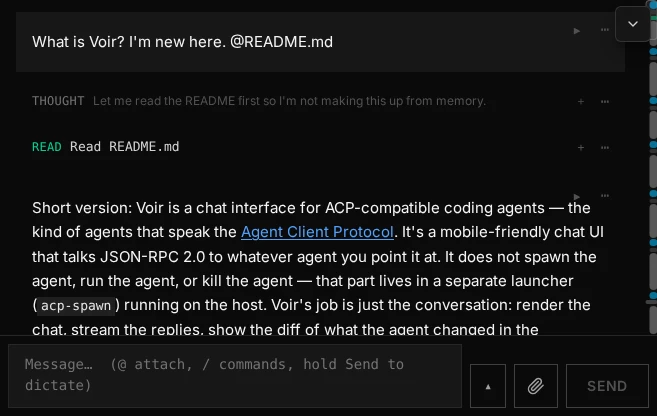 What is Voir? I'm new here. @README.md
THOUGHT Let me read the README first so I'm not making this up from memory.
READ Read README.md
Short version: Voir is a chat interface for ACP-compatible coding agents — the
kind of agents that speak the Agent Client Protocol. It's a mobile-friendly chat UI
that talks JSON-RPC 2.0 to whatever agent you point it at. It does not spawn the
agent, run the agent, or kill the agent — that part lives in a separate launcher
(acp-spawn) running on the host. Voir's job is just the conversation: render the
chat, stream the replies, show the diff of what the agent changed in the
Message… (@ attach, / commands, hold Send to
dictate)
SEND